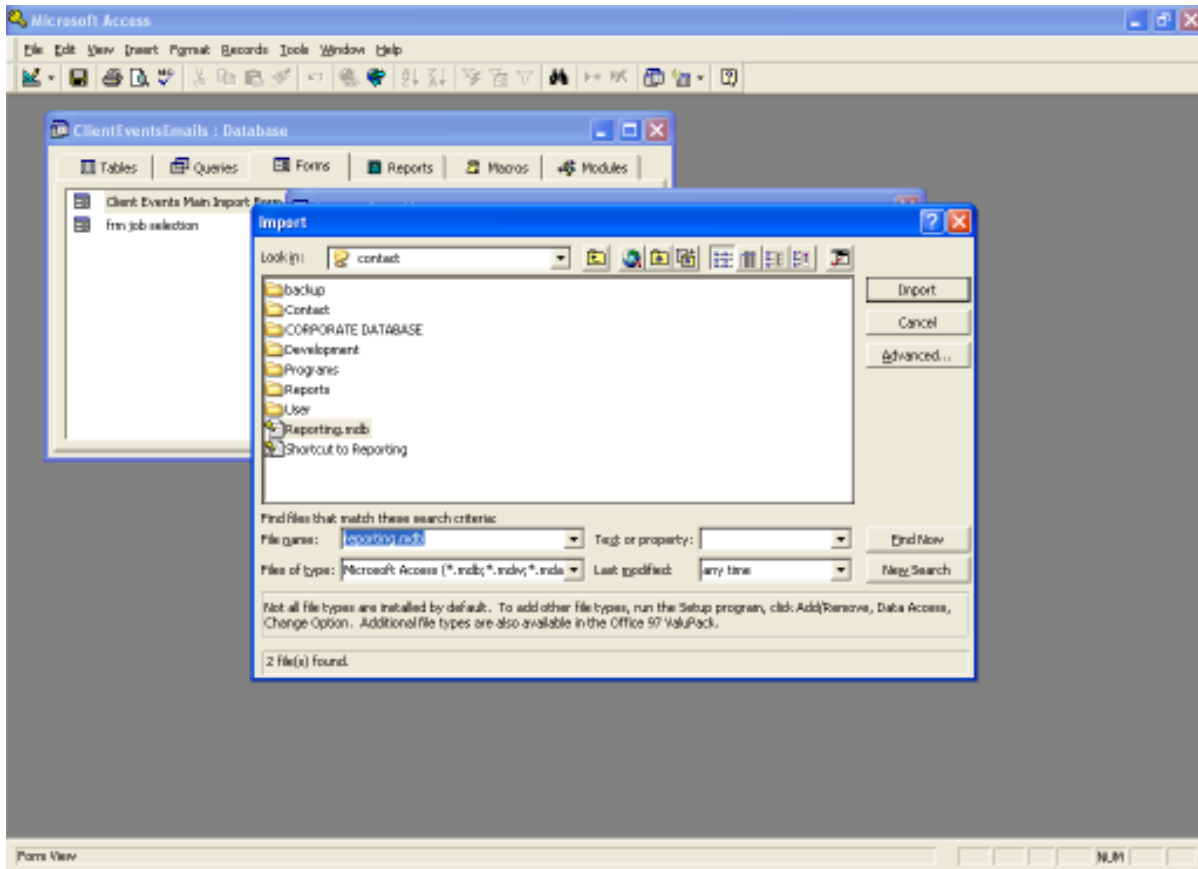 Microsoft Access
File Edit View Insert Format Records Tools Window Help
ClientEventsEmails : Database
Tables Queries Forms Reports Macros Modules
Client Events Main Import Form
frm job selection
Import
Look in: contact
backup
Contact
CORPORATE DATABASE
Development
Programs
Reports
User
Reporting.mdb
Shortcut to Reporting
Import
Cancel
Advanced...
Find files that match these search criteria:
File name: reporting.mdb Text or property: Find Now
Files of type: Microsoft Access (*.mdb;*.mdw;*.mda Last modified: any time New Search
Not all file types are installed by default. To add other file types, run the Setup program, click Add/Remove, Data Access,
Change Option. Additional file types are also available in the Office 97 ValuPack.
2 file(s) found.
Form View NUM